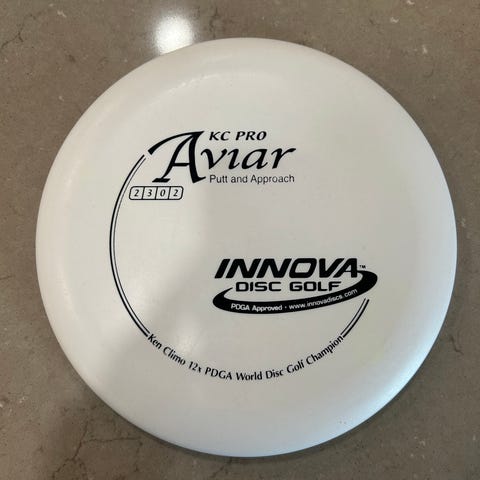 KC PRO
Aviar
Putt and Approach
2 3 0 2
INNOVA™
DISC GOLF
PDGA Approved • www.innovadiscs.com
Ken Climo 12x PDGA World Disc Golf Champion